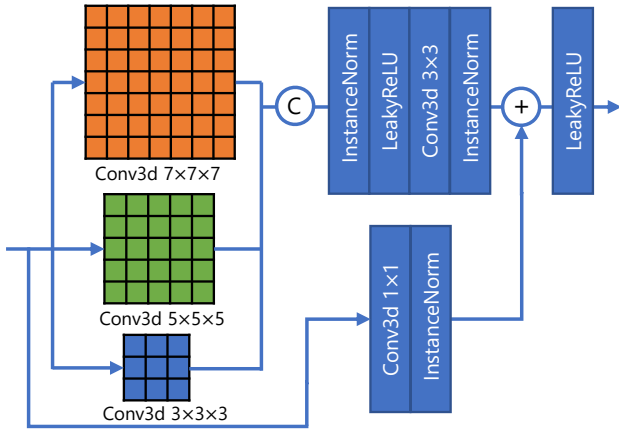 Conv3d 7×7×7
Conv3d 5×5×5
Conv3d 3×3×3
C
InstanceNorm
LeakyReLU
Conv3d 3×3
InstanceNorm
+
LeakyReLU
Conv3d 1×1
InstanceNorm